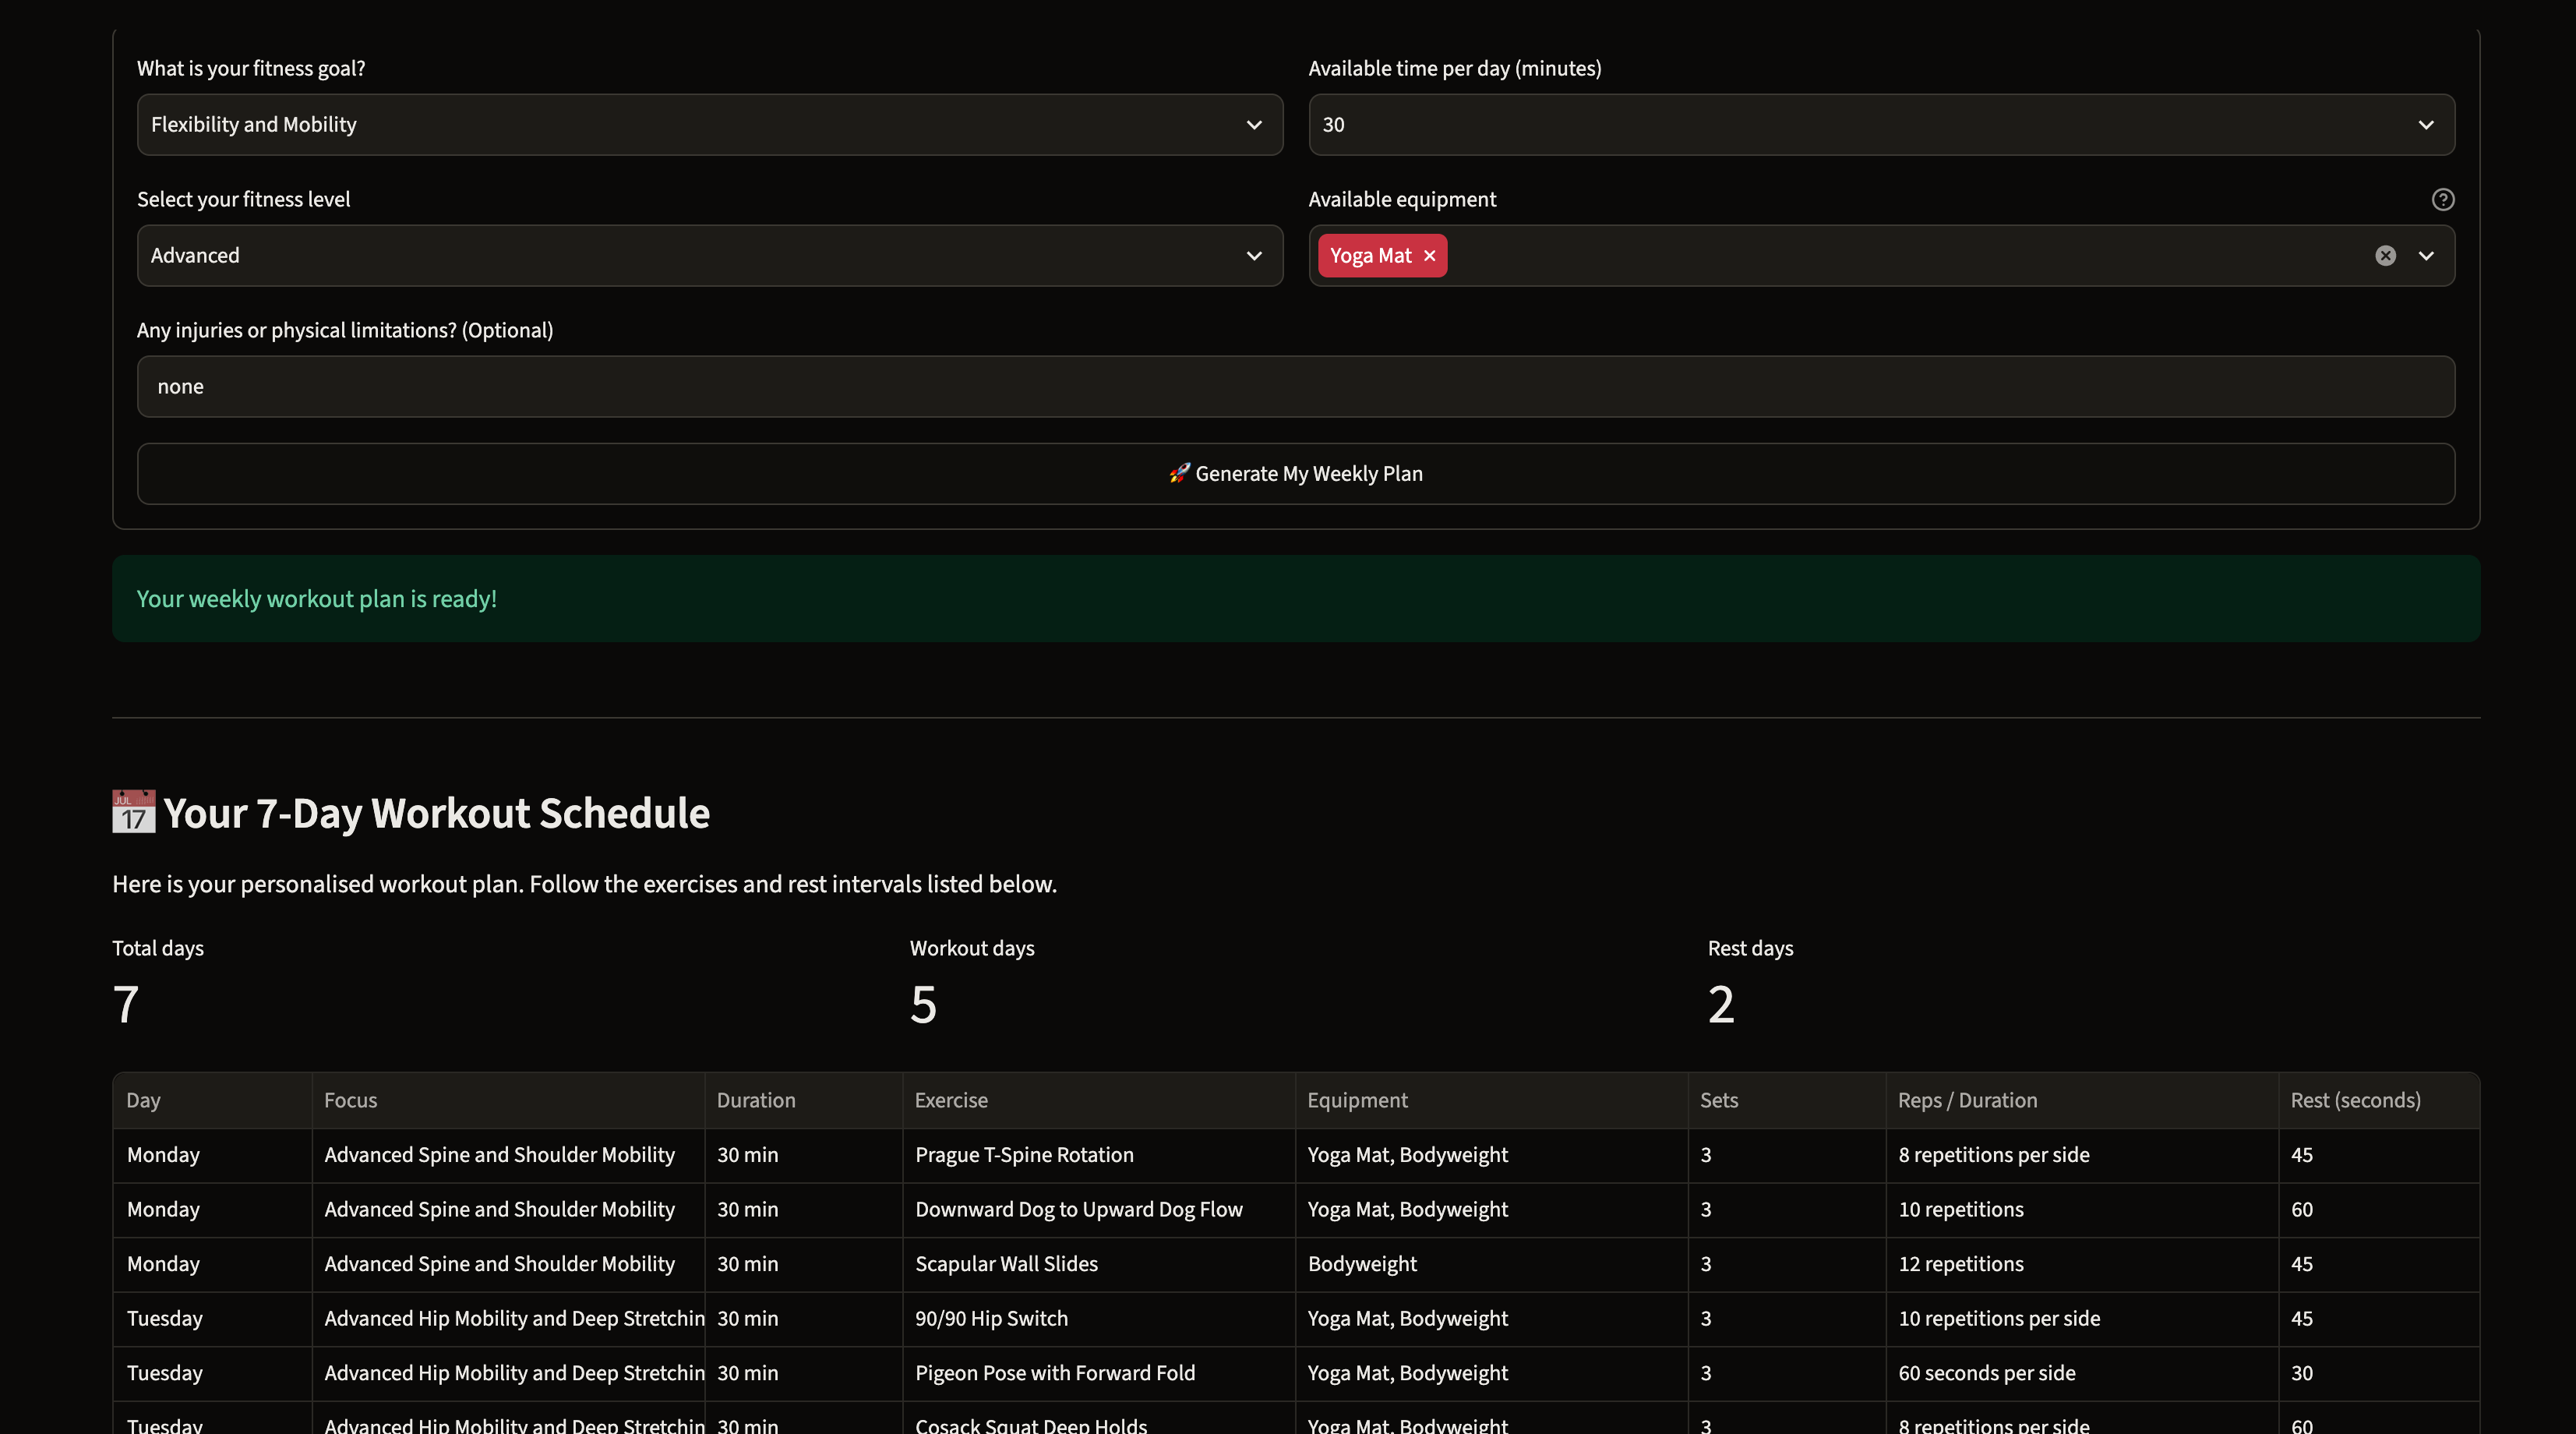 What is your fitness goal?
Available time per day (minutes)
Flexibility and Mobility
30
Select your fitness level
Available equipment
Advanced
Yoga Mat
Any injuries or physical limitations? (Optional)
none
🚀 Generate My Weekly Plan
Your weekly workout plan is ready!
JUL 17 Your 7-Day Workout Schedule
Here is your personalised workout plan. Follow the exercises and rest intervals listed below.
Total days Workout days Rest days
7 5 2
Day Focus Duration Exercise Equipment Sets Reps / Duration Rest (seconds)
Monday Advanced Spine and Shoulder Mobility 30 min Prague T-Spine Rotation Yoga Mat, Bodyweight 3 8 repetitions per side 45
Monday Advanced Spine and Shoulder Mobility 30 min Downward Dog to Upward Dog Flow Yoga Mat, Bodyweight 3 10 repetitions 60
Monday Advanced Spine and Shoulder Mobility 30 min Scapular Wall Slides Bodyweight 3 12 repetitions 45
Tuesday Advanced Hip Mobility and Deep Stretchin 30 min 90/90 Hip Switch Yoga Mat, Bodyweight 3 10 repetitions per side 45
Tuesday Advanced Hip Mobility and Deep Stretchin 30 min Pigeon Pose with Forward Fold Yoga Mat, Bodyweight 3 60 seconds per side 30
Tuesday Advanced Hip Mobility and Deep Stretchin 30 min Cosack Squat Deep Holds Yoga Mat, Bodyweight 3 8 repetitions per side 60